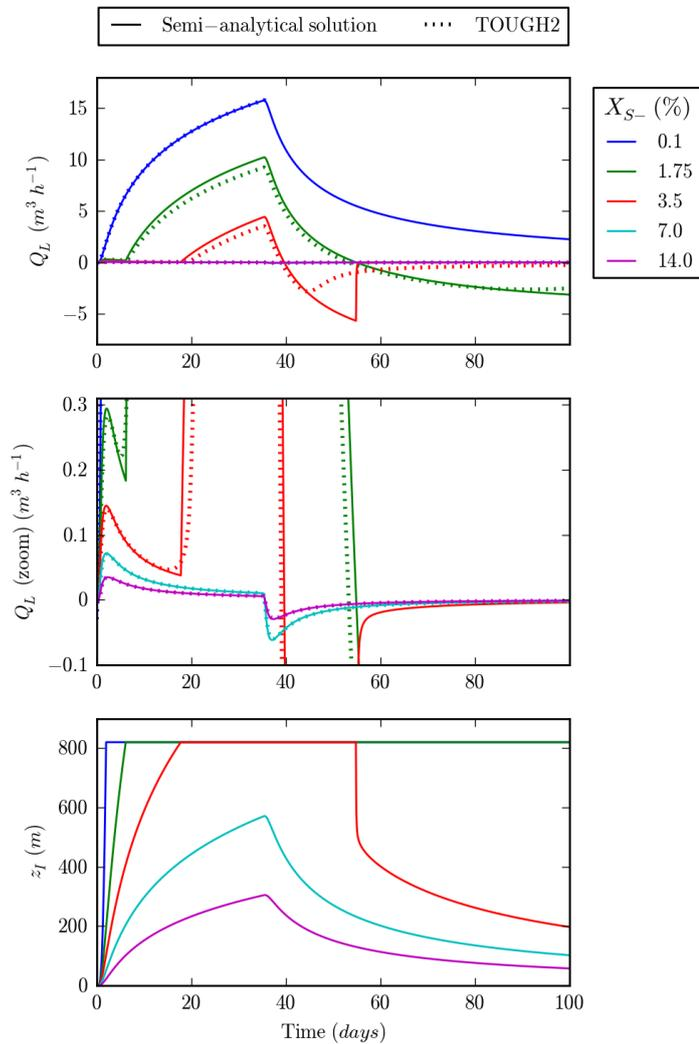 Semi−analytical solution TOUGH2
X_{S−} (%)
0.1
1.75
3.5
7.0
14.0
Q_L (m³ h⁻¹)
15
10
5
0
−5
0 20 40 60 80
Q_L (zoom) (m³ h⁻¹)
0.3
0.2
0.1
0
−0.1
0 20 40 60 80
z_I (m)
800
600
400
200
0
0 20 40 60 80 100
Time (days)